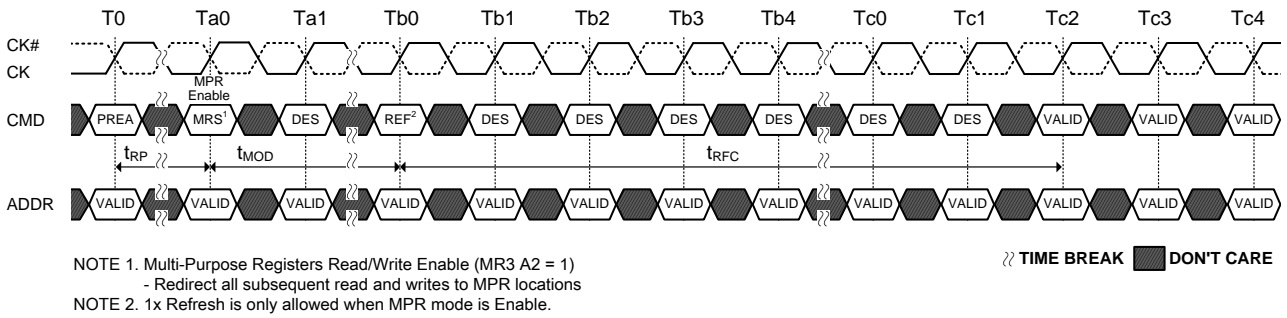 T0 Ta0 Ta1 Tb0 Tb1 Tb2 Tb3 Tb4 Tc0 Tc1 Tc2 Tc3 Tc4
CK#
CK
MPR
Enable
CMD PREA MRS1 DES REF2 DES DES DES DES DES DES VALID VALID VALID
tRP tMOD tRFC
ADDR VALID VALID VALID VALID VALID VALID VALID VALID VALID VALID VALID VALID VALID
NOTE 1. Multi-Purpose Registers Read/Write Enable (MR3 A2 = 1)
- Redirect all subsequent read and writes to MPR locations
NOTE 2. 1x Refresh is only allowed when MPR mode is Enable.
TIME BREAK DON'T CARE